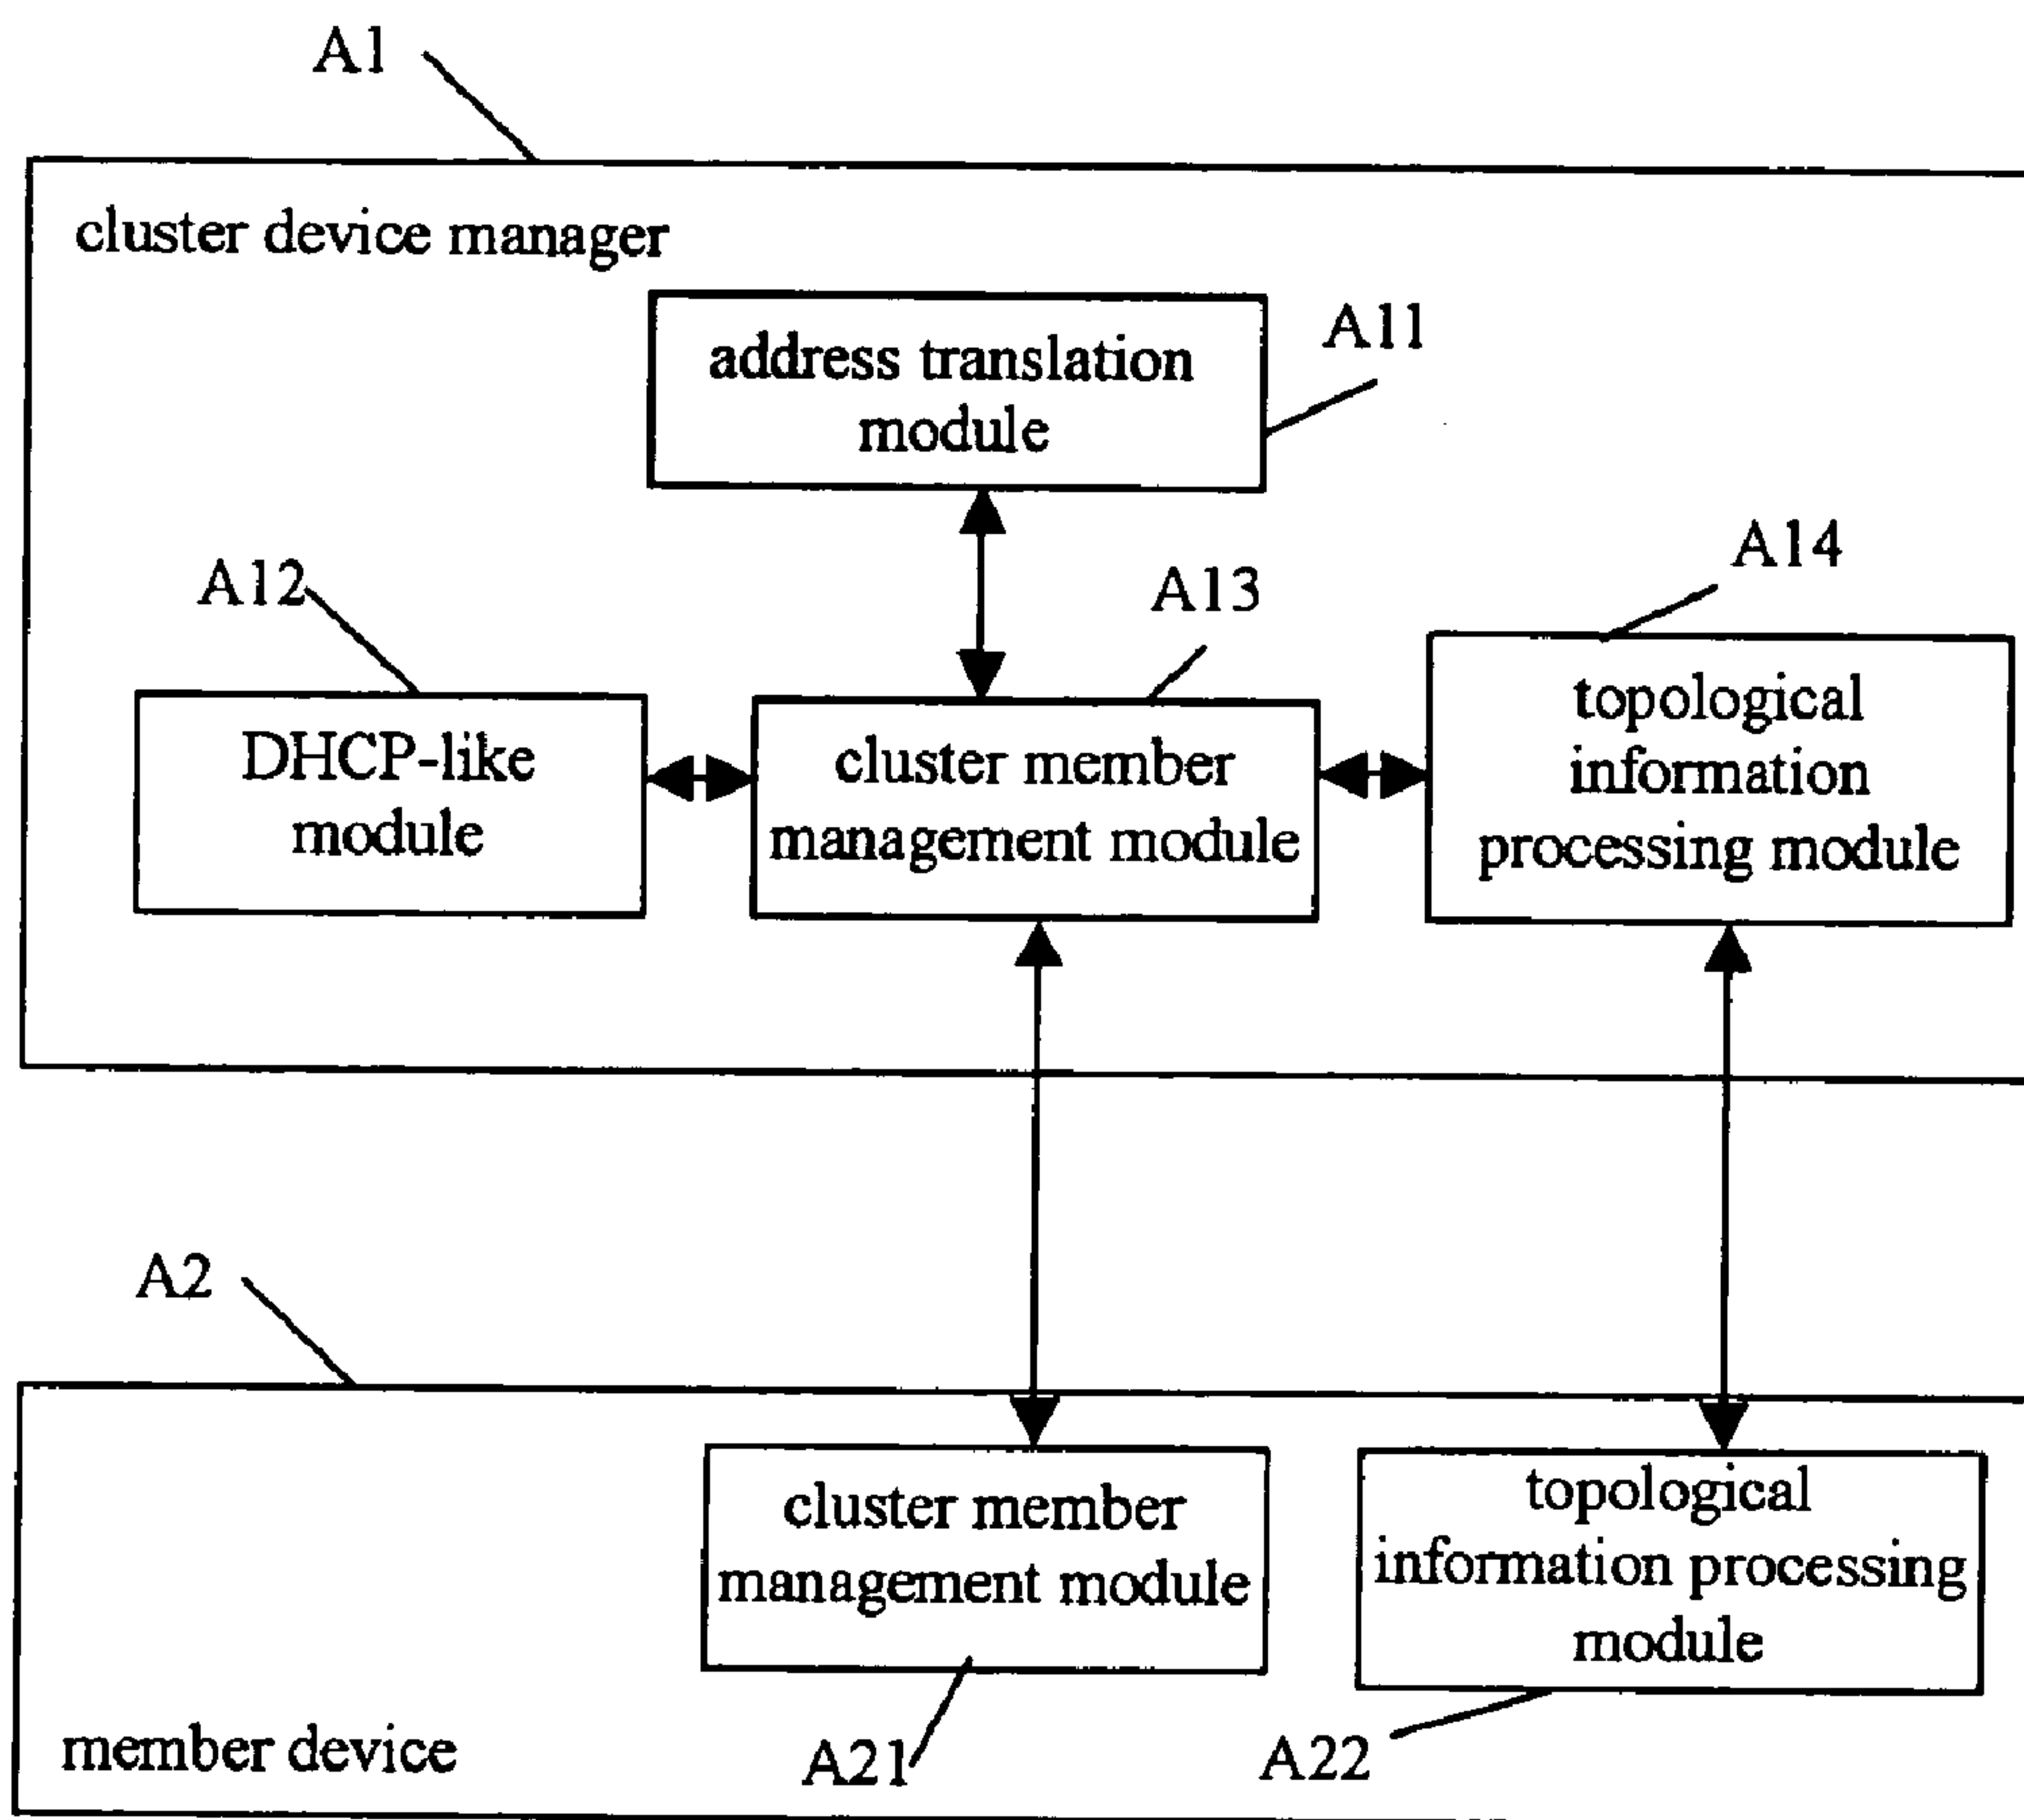 A1
cluster device manager
address translation
module
A11
A12
A13
A14
DHCP-like
module
cluster member
management module
topological
information
processing module
A2
cluster member
management module
topological
information processing
module
member device
A21
A22